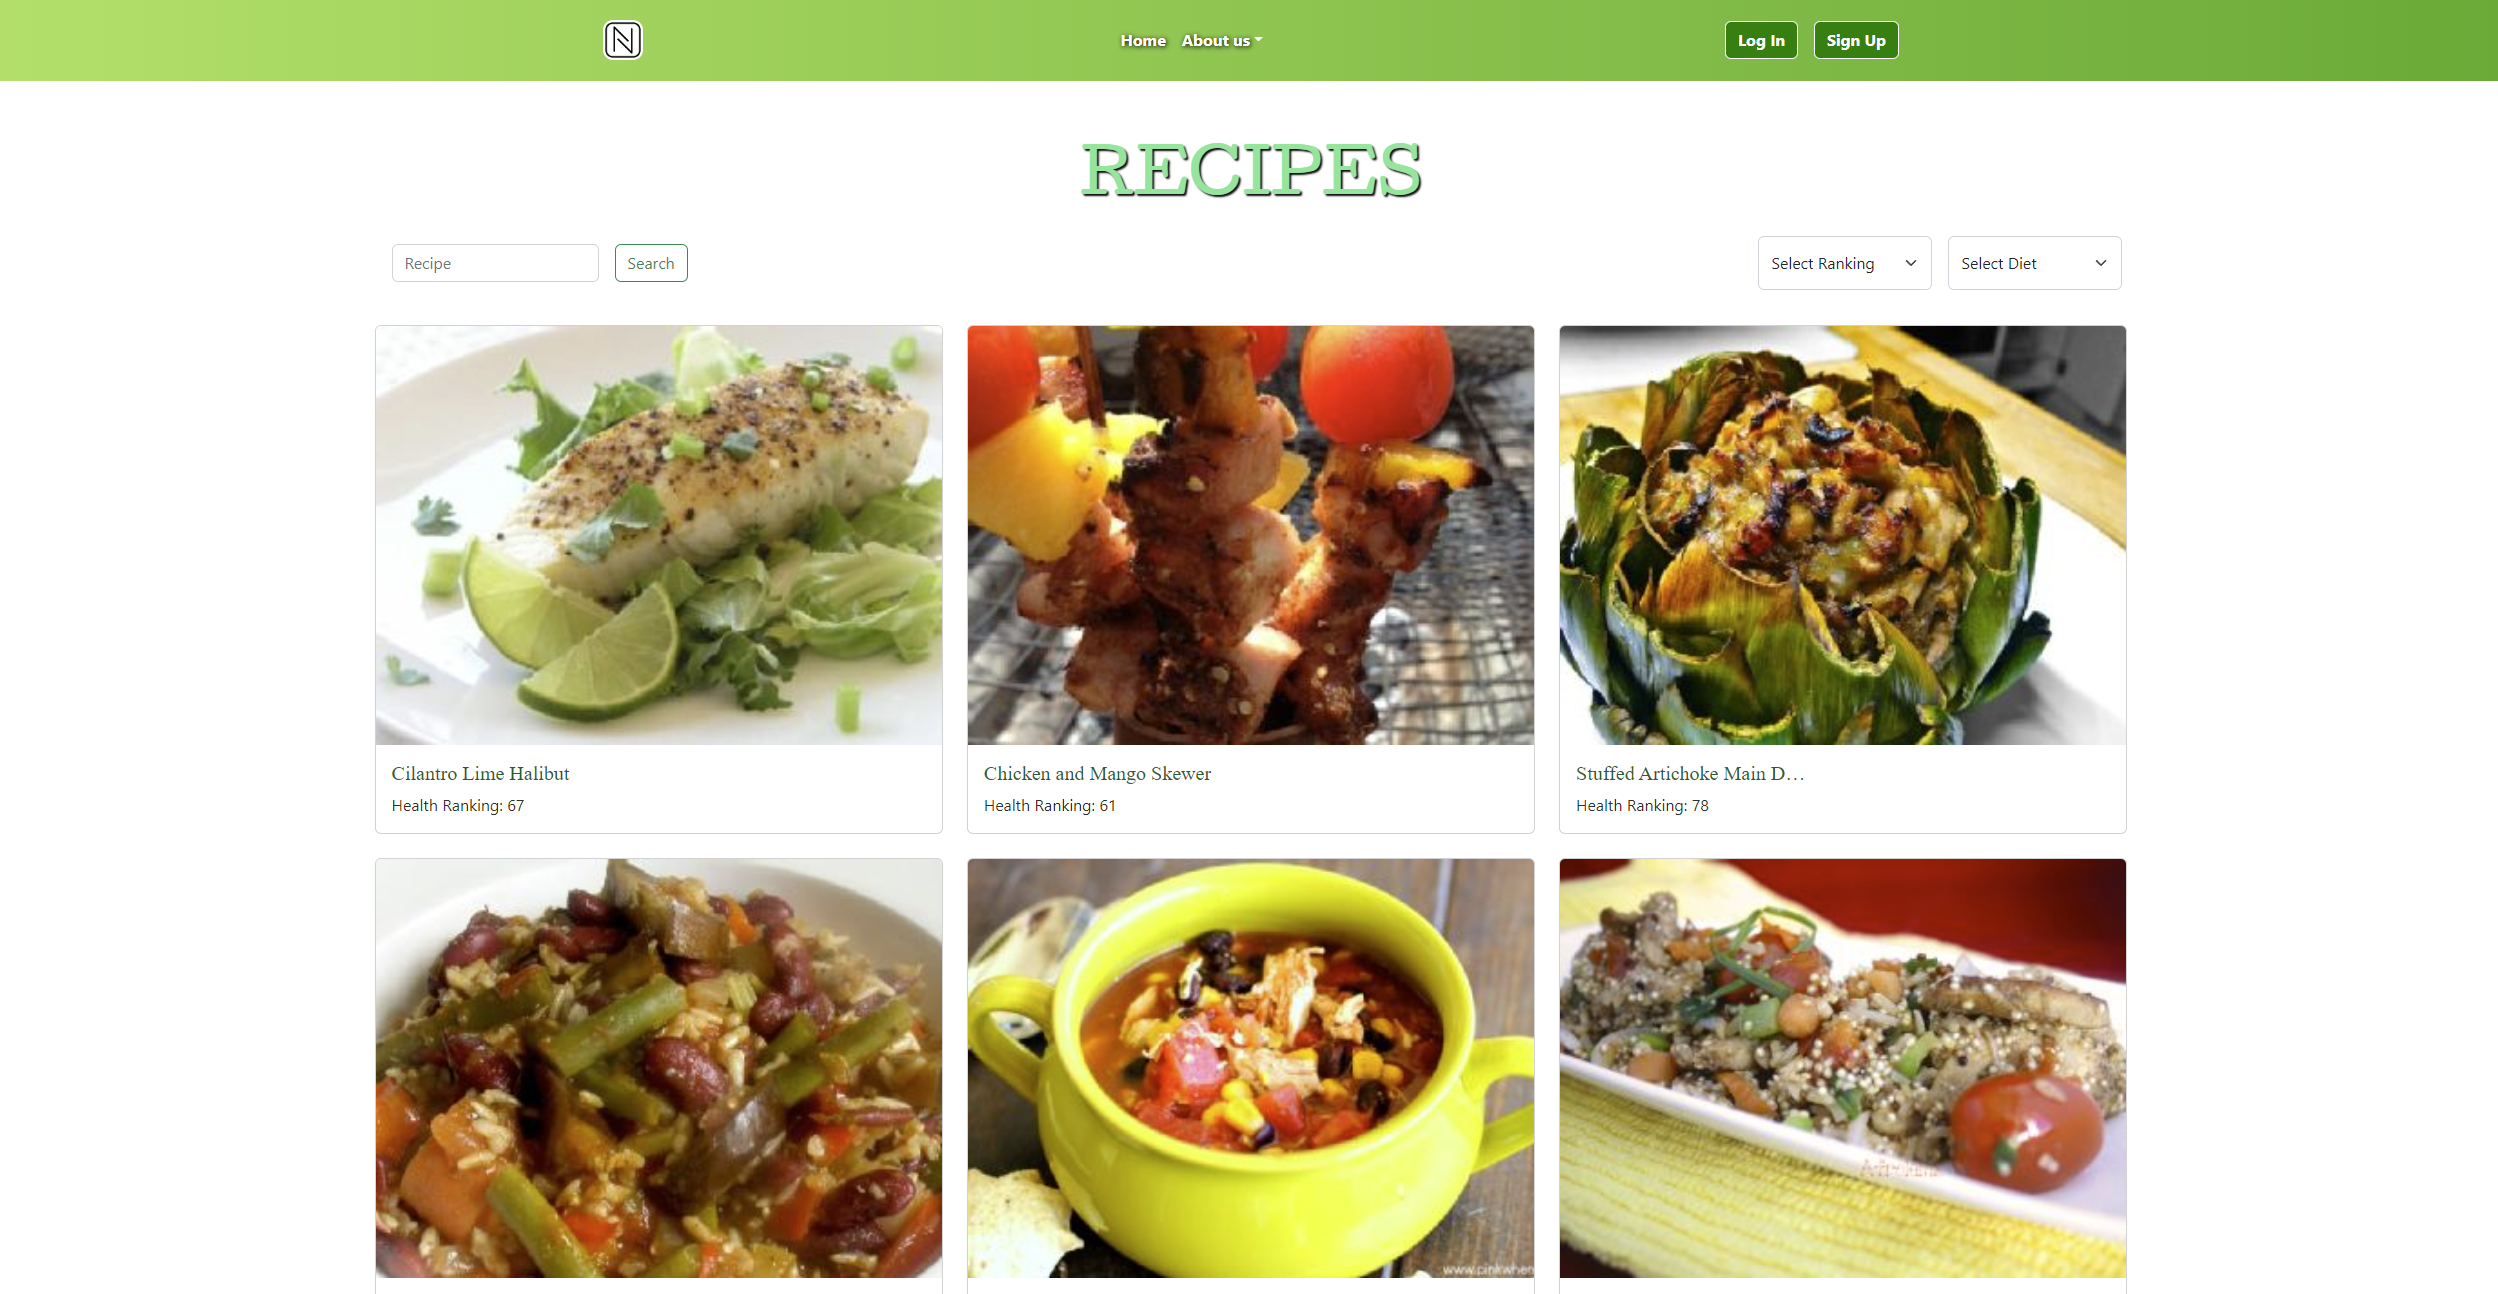 Home About us
Log In Sign Up
RECIPES
Recipe
Search
Select Ranking
Select Diet
Cilantro Lime Halibut
Health Ranking: 67
Chicken and Mango Skewer
Health Ranking: 61
Stuffed Artichoke Main D...
Health Ranking: 78
www.pinkwhen